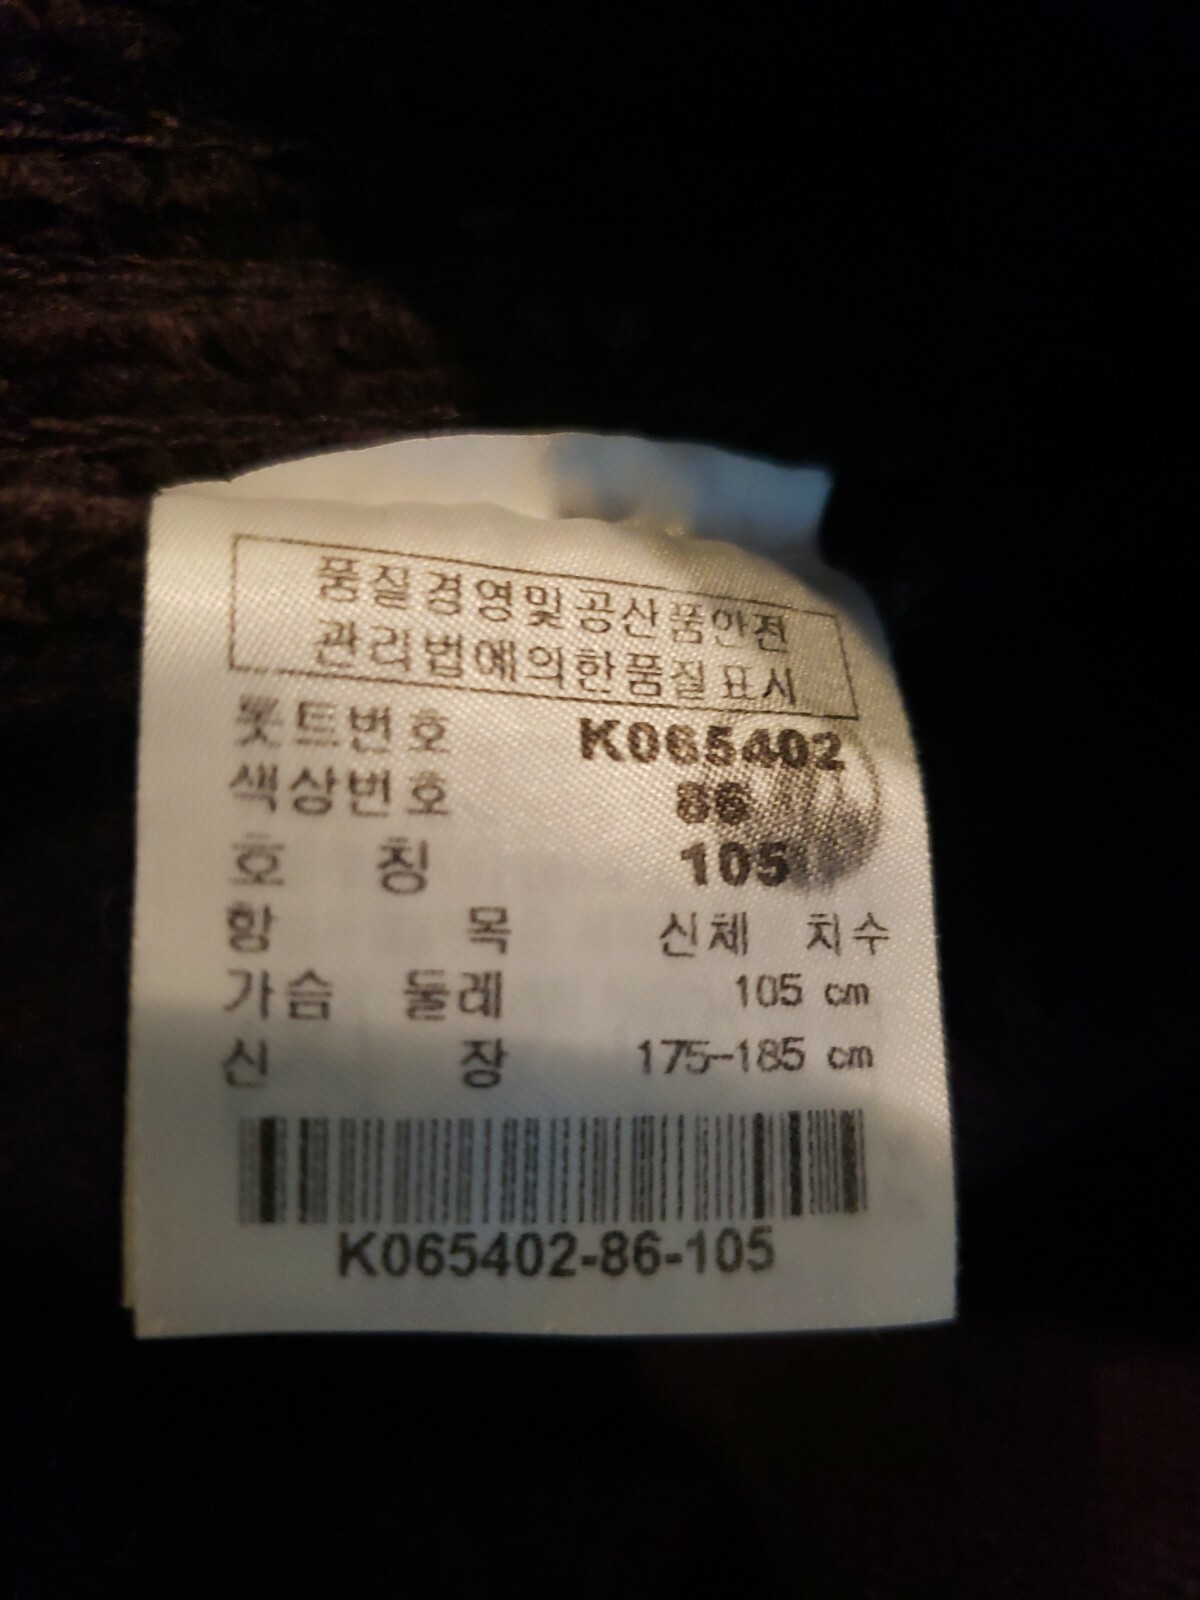 품질경영및공산품안전
관리법에의한품질표시
롯트번호 K065402
색상번호 86
호 칭 105
항 목 신체 치수
가슴 둘레 105 cm
신 장 175-185 cm
K065402-86-105